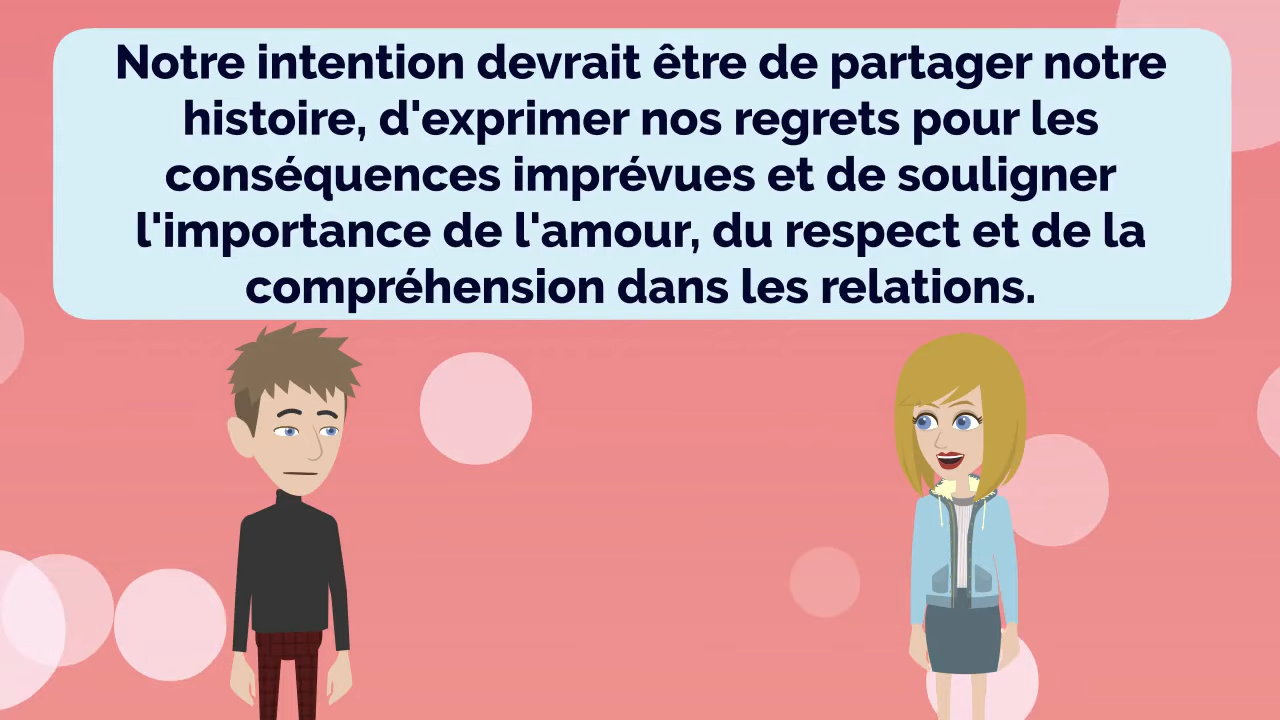 Notre intention devrait être de partager notre
histoire, d'exprimer nos regrets pour les
conséquences imprévues et de souligner
l'importance de l'amour, du respect et de la
compréhension dans les relations.